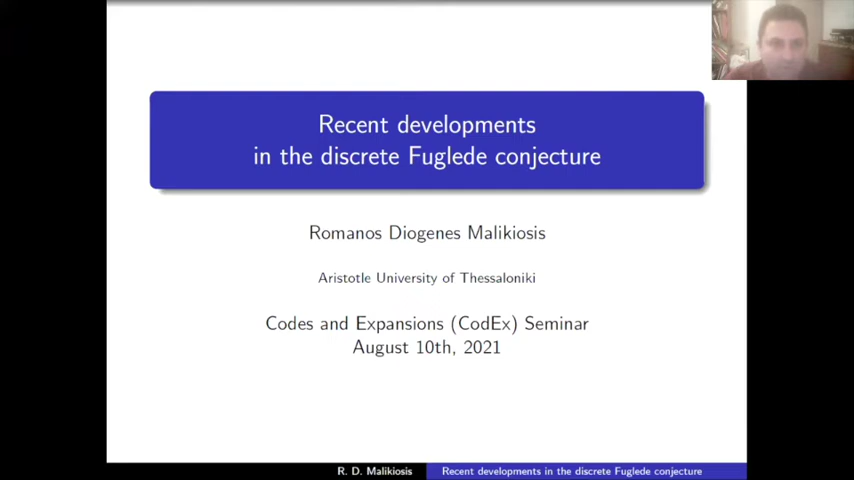 Recent developments
in the discrete Fuglede conjecture
Romanos Diogenes Malikiosis
Aristotle University of Thessaloniki
Codes and Expansions (CodEx) Seminar
August 10th, 2021
R. D. Malikiosis
Recent developments in the discrete Fuglede conjecture